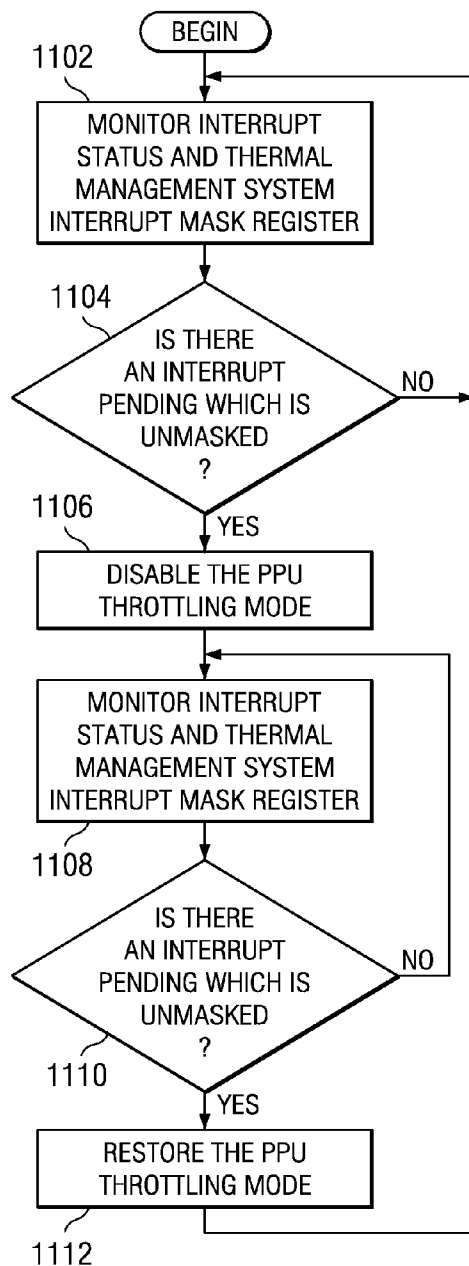 BEGIN
1102
MONITOR INTERRUPT
STATUS AND THERMAL
MANAGEMENT SYSTEM
INTERRUPT MASK REGISTER
1104
IS THERE
AN INTERRUPT
PENDING WHICH IS
UNMASKED
?
NO
YES
1106
DISABLE THE PPU
THROTTLING MODE
MONITOR INTERRUPT
STATUS AND THERMAL
MANAGEMENT SYSTEM
INTERRUPT MASK REGISTER
1108
IS THERE
AN INTERRUPT
PENDING WHICH IS
UNMASKED
?
NO
1110
YES
RESTORE THE PPU
THROTTLING MODE
1112